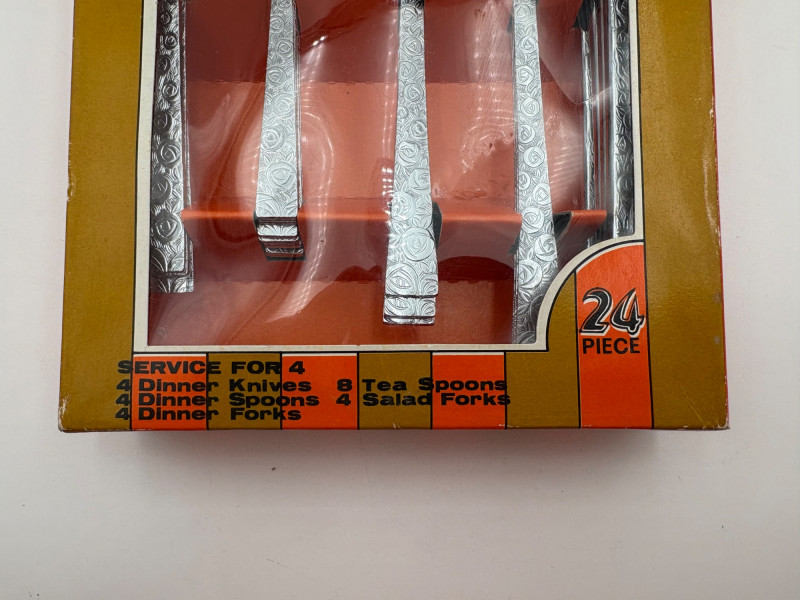 24
PIECE
SERVICE FOR 4
4 Dinner Knives 8 Tea Spoons
4 Dinner Spoons 4 Salad Forks
4 Dinner Forks